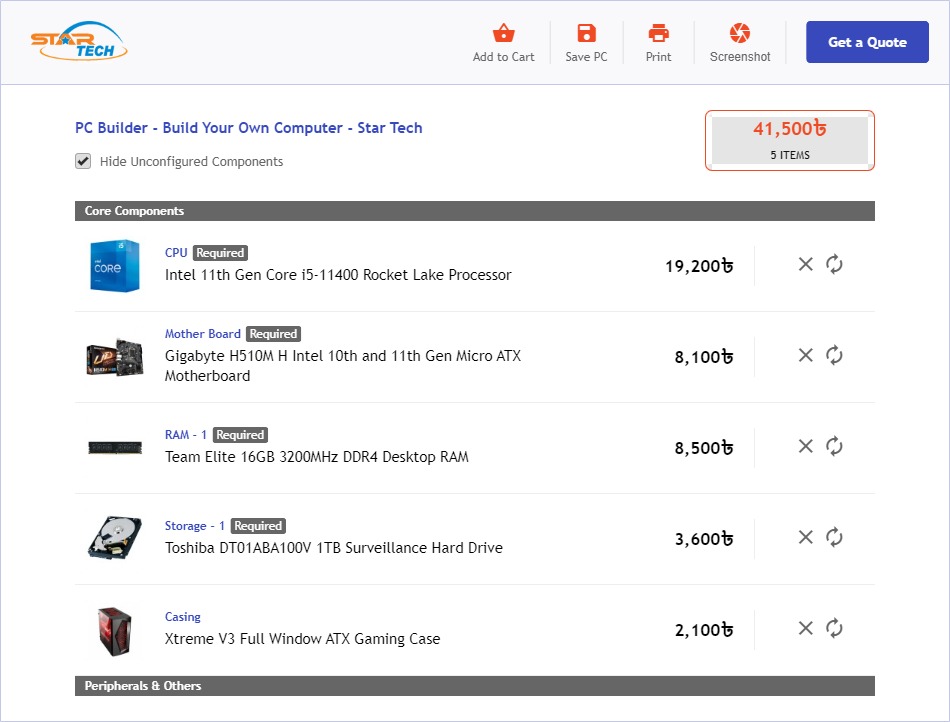 STAR
TECH
Add to Cart
Save PC
Print
Screenshot
Get a Quote
PC Builder - Build Your Own Computer - Star Tech
Hide Unconfigured Components
41,500৳
5 ITEMS
Core Components
CPU Required
Intel 11th Gen Core i5-11400 Rocket Lake Processor
19,200৳
Mother Board Required
Gigabyte H510M H Intel 10th and 11th Gen Micro ATX
Motherboard
8,100৳
RAM - 1 Required
Team Elite 16GB 3200MHz DDR4 Desktop RAM
8,500৳
Storage - 1 Required
Toshiba DT01ABA100V 1TB Surveillance Hard Drive
3,600৳
Casing
Xtreme V3 Full Window ATX Gaming Case
2,100৳
Peripherals & Others